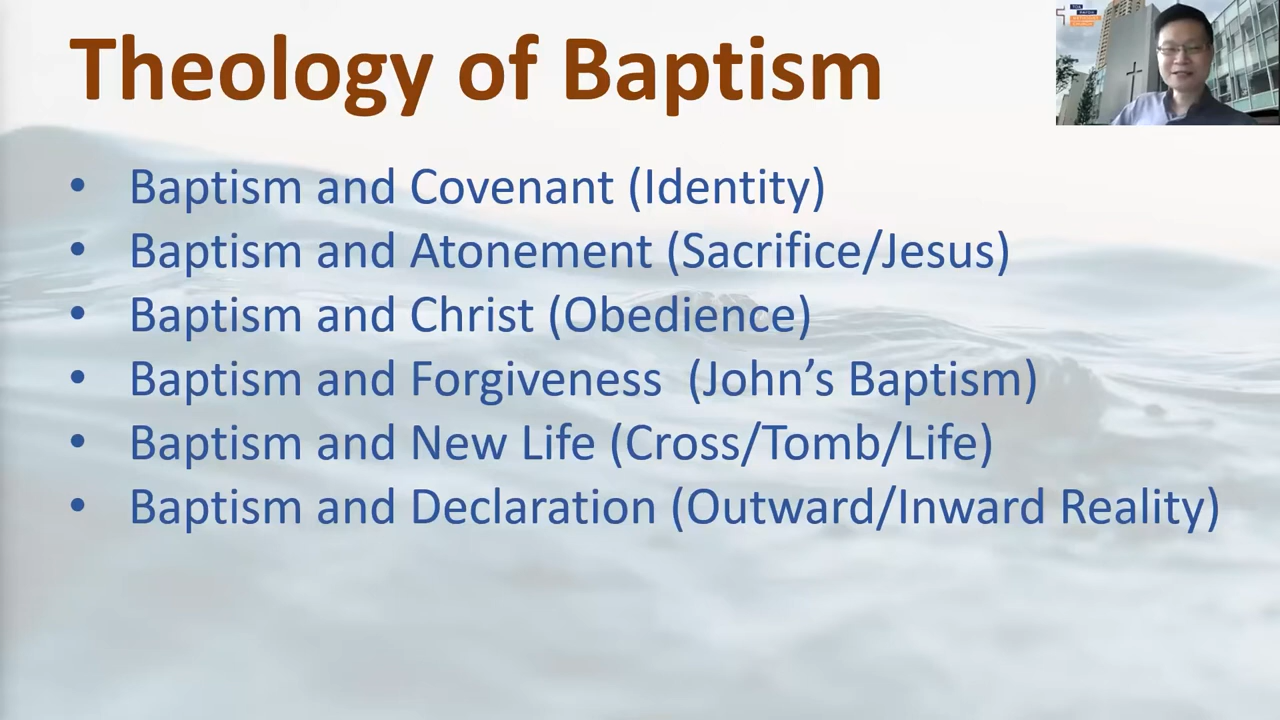 Theology of Baptism
• Baptism and Covenant (Identity)
• Baptism and Atonement (Sacrifice/Jesus)
• Baptism and Christ (Obedience)
• Baptism and Forgiveness  (John’s Baptism)
• Baptism and New Life (Cross/Tomb/Life)
• Baptism and Declaration (Outward/Inward Reality)